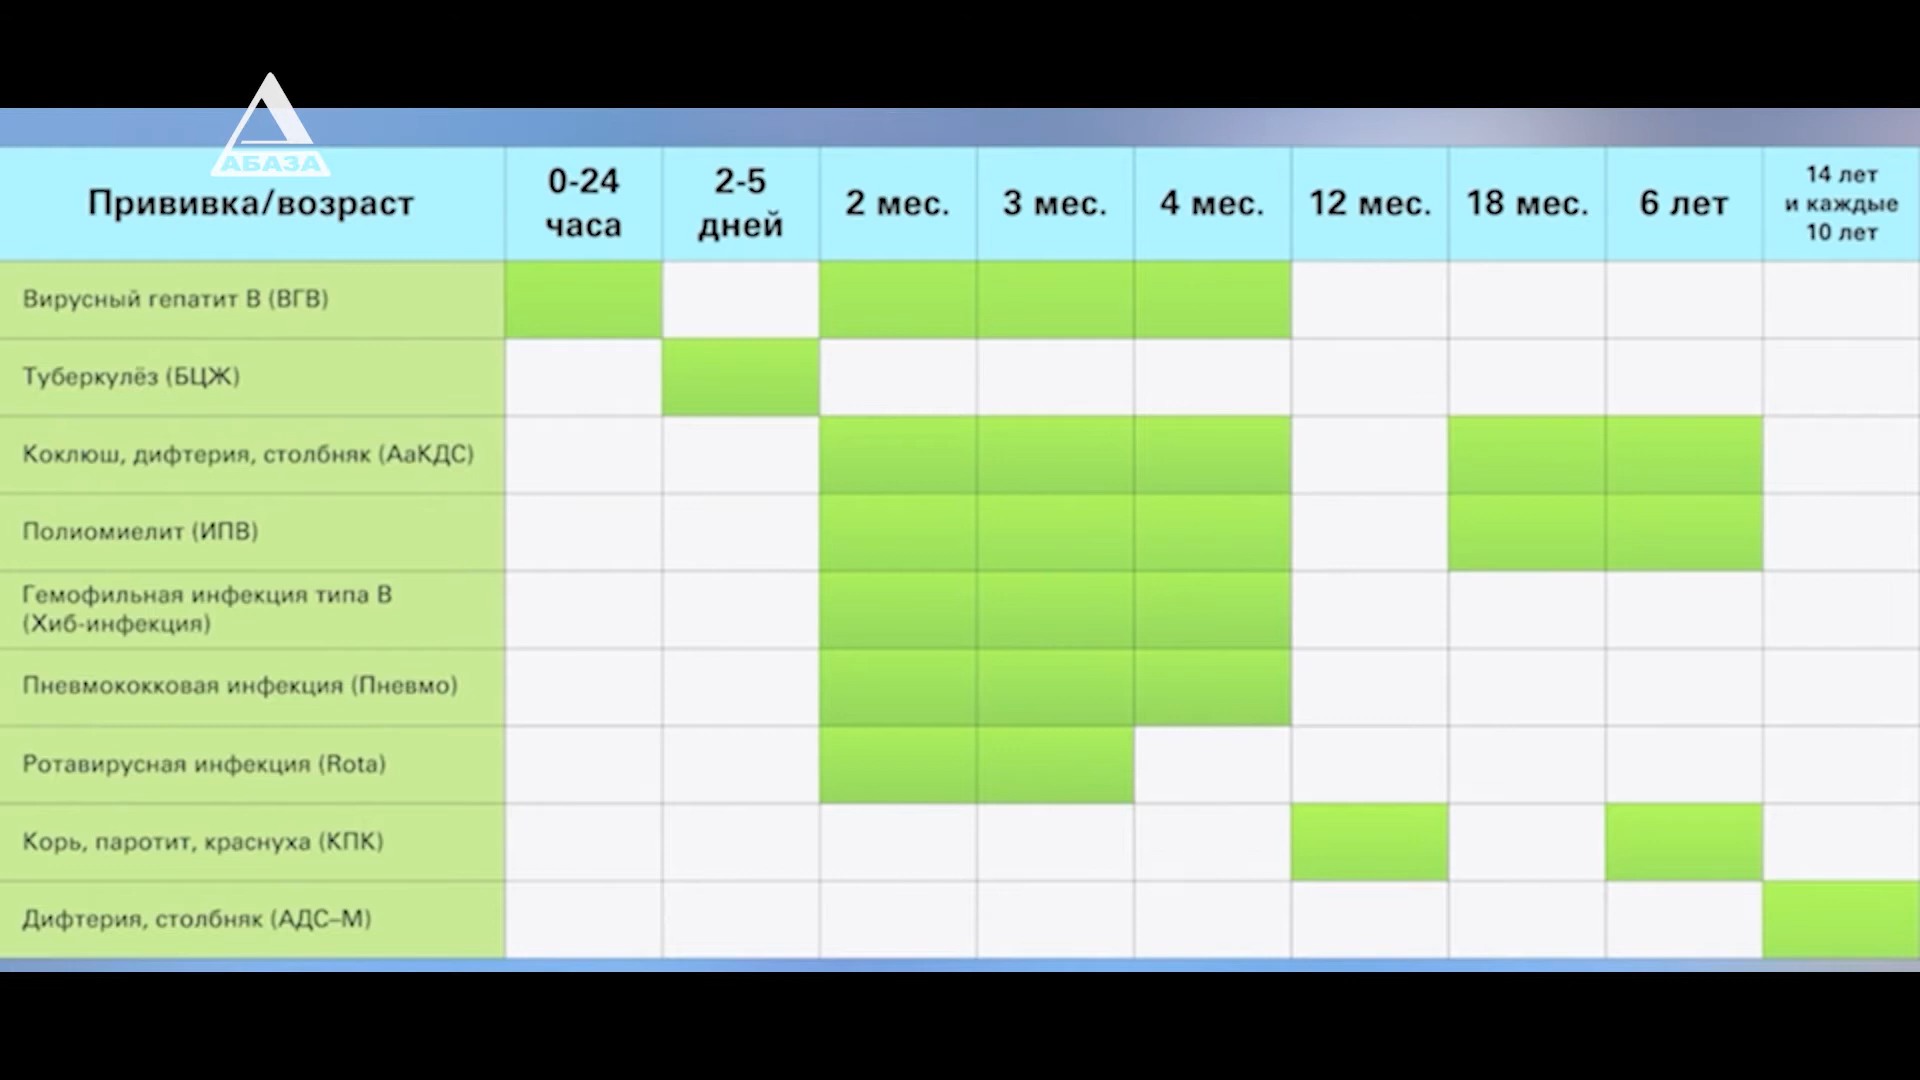 АБАЗА
Прививка/возраст
0-24
часа
2-5
дней
2 мес.
3 мес.
4 мес.
12 мес.
18 мес.
6 лет
14 лет
и каждые
10 лет
Вирусный гепатит В (ВГВ)
Туберкулёз (БЦЖ)
Коклюш, дифтерия, столбняк (АаКДС)
Полиомиелит (ИПВ)
Гемофильная инфекция типа В
(Хиб-инфекция)
Пневмококковая инфекция (Пневмо)
Ротавирусная инфекция (Rota)
Корь, паротит, краснуха (КПК)
Дифтерия, столбняк (АДС–М)